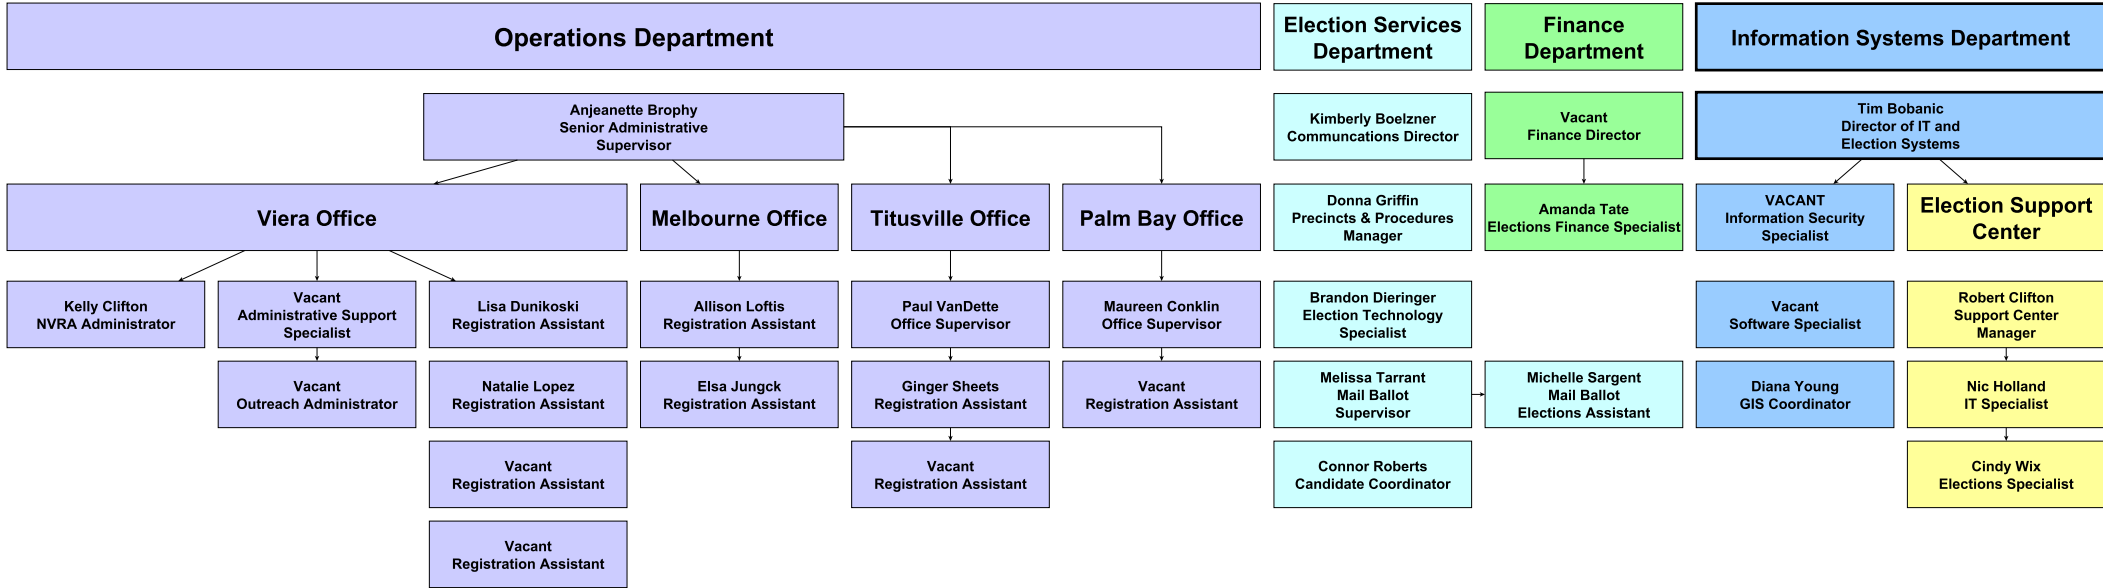 Operations Department
Election Services
Department
Finance
Department
Information Systems Department
Anjeanette Brophy
Senior Administrative
Supervisor
Kimberly Boelzner
Communcations Director
Vacant
Finance Director
Tim Bobanic
Director of IT and
Election Systems
Viera Office
Melbourne Office
Titusville Office
Palm Bay Office
Donna Griffin
Precincts & Procedures
Manager
Amanda Tate
Elections Finance Specialist
VACANT
Information Security
Specialist
Election Support
Center
Kelly Clifton
NVRA Administrator
Vacant
Administrative Support
Specialist
Lisa Dunikoski
Registration Assistant
Allison Loftis
Registration Assistant
Paul VanDette
Office Supervisor
Maureen Conklin
Office Supervisor
Brandon Dieringer
Election Technology
Specialist
Vacant
Software Specialist
Robert Clifton
Support Center
Manager
Vacant
Outreach Administrator
Natalie Lopez
Registration Assistant
Elsa Jungck
Registration Assistant
Ginger Sheets
Registration Assistant
Vacant
Registration Assistant
Melissa Tarrant
Mail Ballot
Supervisor
Michelle Sargent
Mail Ballot
Elections Assistant
Diana Young
GIS Coordinator
Nic Holland
IT Specialist
Vacant
Registration Assistant
Vacant
Registration Assistant
Connor Roberts
Candidate Coordinator
Cindy Wix
Elections Specialist
Vacant
Registration Assistant